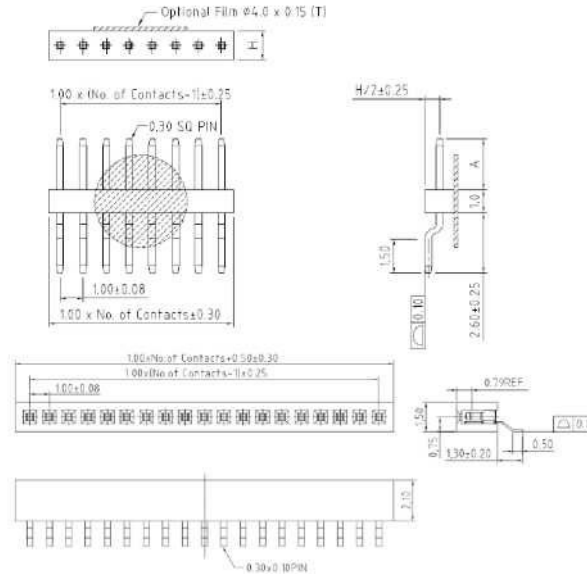 Optional Film Ø4.0 x 0.15 (T)
H
1.00 x (No. of Contacts-1)±0.25
H/2±0.25
0.30 SQ PIN
A
1.0
1.50
1.00±0.08
0.10
2.60±0.25
1.00 x No. of Contacts±0.30
1.00xNo.of Contacts+0.50±0.30
1.00x(No.of Contacts-1)±0.25
1.00±0.08
0.79REF
1.50
0.75
1.30±0.20
0.50
2.10
0.30x0.10PIN